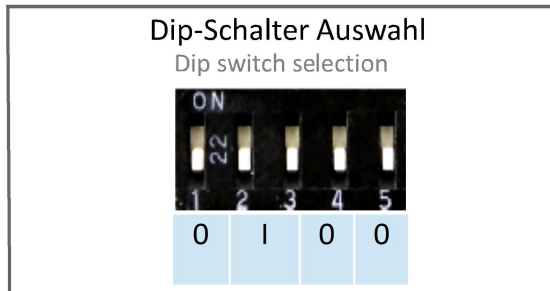 Dip-Schalter Auswahl
Dip switch selection
ON
22
1 2 3 4 5
0 I 0 0